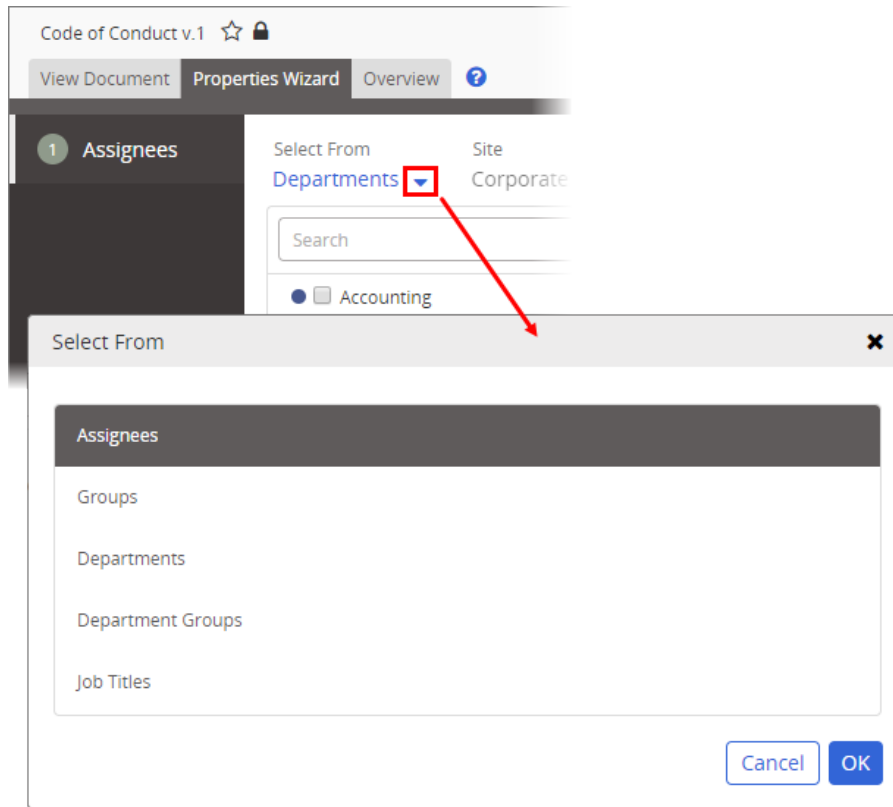 Code of Conduct v.1
View Document Properties Wizard Overview ?
1 Assignees
Select From Site
Departments Corporate
Search
Accounting
Select From
Assignees
Groups
Departments
Department Groups
Job Titles
Cancel OK